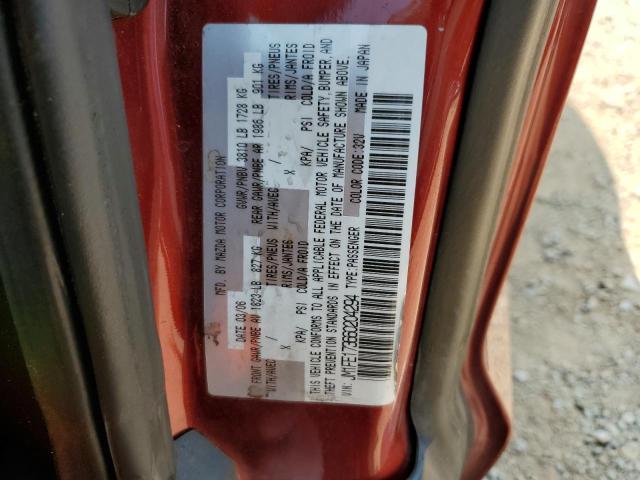 MFD. BY MAZDA MOTOR CORPORATION
DATE 03/06 GVWR/PNBV 3810 LB 1728 KG
FRONT GAWR/PNBE AV 1823 LB 827 KG REAR GAWR/PNBE AR 1986 LB 901 KG
WITH/AVEC / TIRES/PNEUS WITH/AVEC / TIRES/PNEUS
X RIMS/JANTES X RIMS/JANTES
KPA/ PSI COLD/A FROID KPA/ PSI COLD/A FROID
THIS VEHICLE CONFORMS TO ALL APPLICABLE FEDERAL MOTOR VEHICLE SAFETY, BUMPER, AND
THEFT PREVENTION STANDARDS IN EFFECT ON THE DATE OF MANUFACTURE SHOWN ABOVE.
COLOR CODE:32V MADE IN JAPAN
VIN: TYPE:PASSENGER